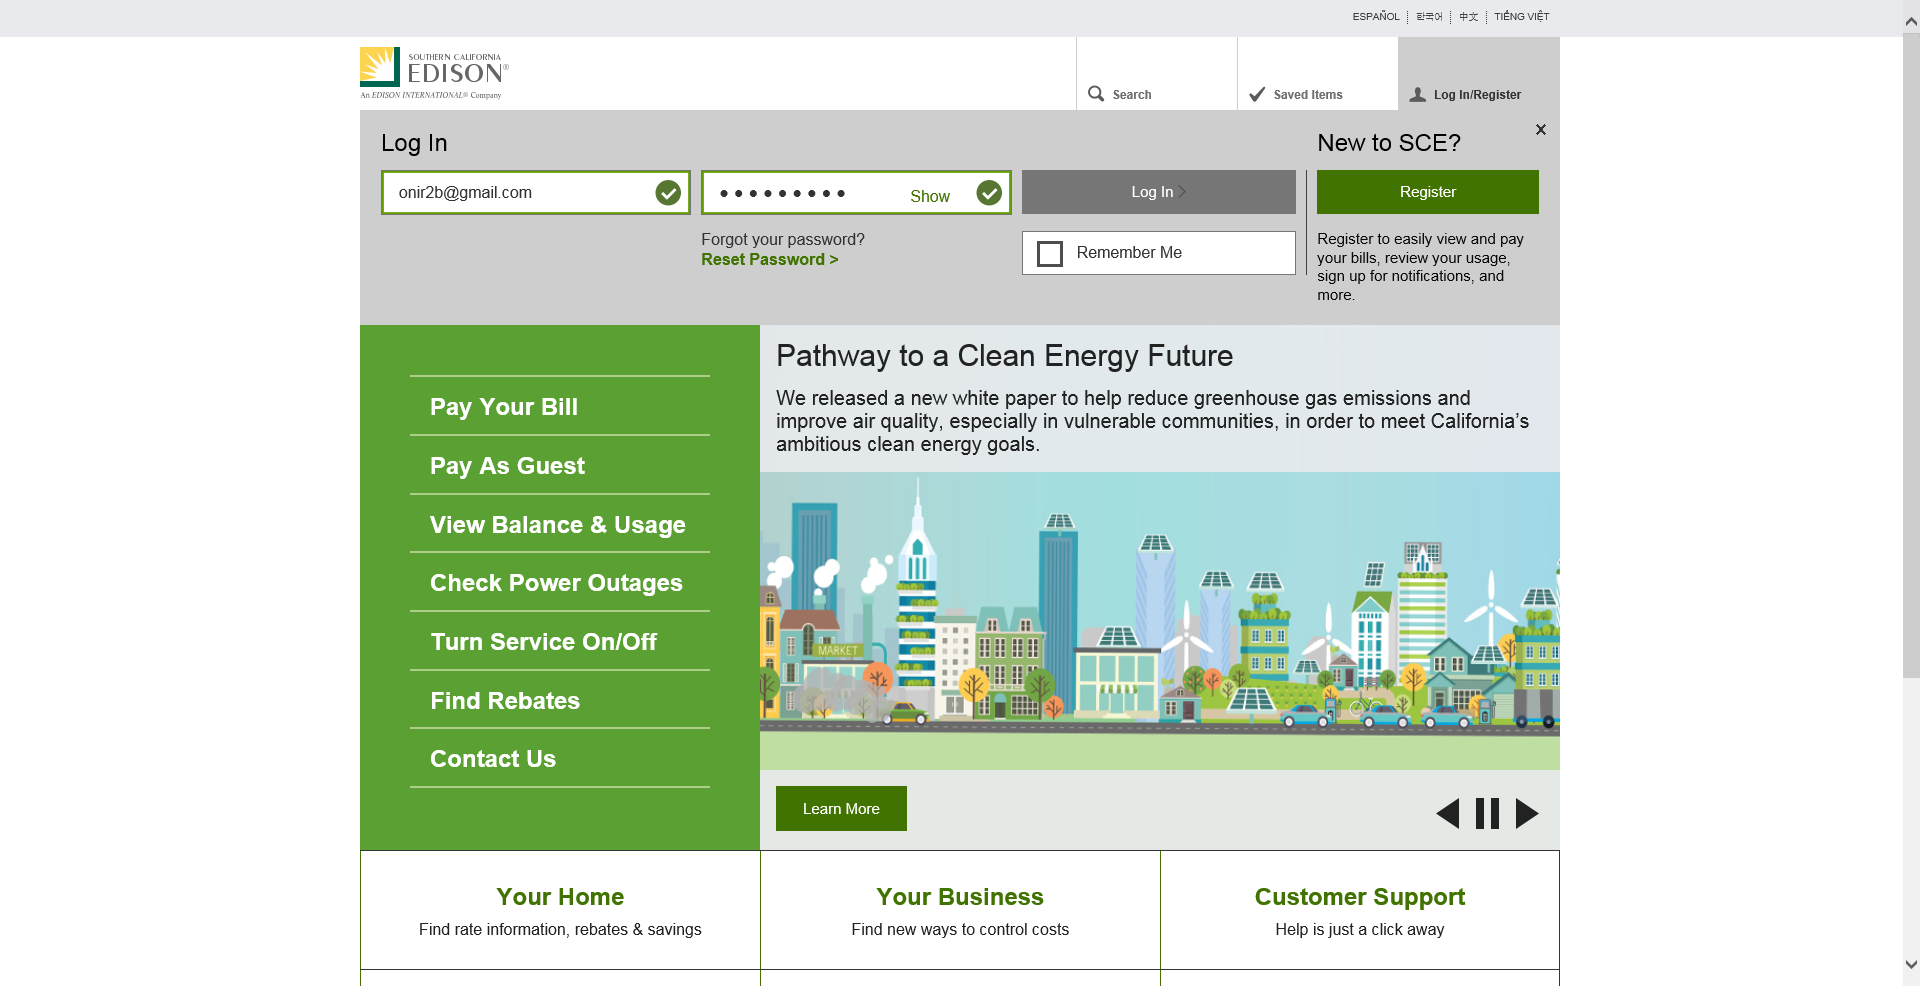 ESPAÑOL
한국어
中文
TIẾNG VIỆT
SOUTHERN CALIFORNIA
EDISON®
An EDISON INTERNATIONAL® Company
Search
Saved Items
Log In/Register
Log In
New to SCE?
x
onir2b@gmail.com
Show
Log In
Register
Forgot your password?
Reset Password >
Remember Me
Register to easily view and pay
your bills, review your usage,
sign up for notifications, and
more.
Pay Your Bill
Pay As Guest
View Balance & Usage
Check Power Outages
Turn Service On/Off
Find Rebates
Contact Us
Pathway to a Clean Energy Future
We released a new white paper to help reduce greenhouse gas emissions and
improve air quality, especially in vulnerable communities, in order to meet California’s
ambitious clean energy goals.
MARKET
Learn More
Your Home
Find rate information, rebates & savings
Your Business
Find new ways to control costs
Customer Support
Help is just a click away